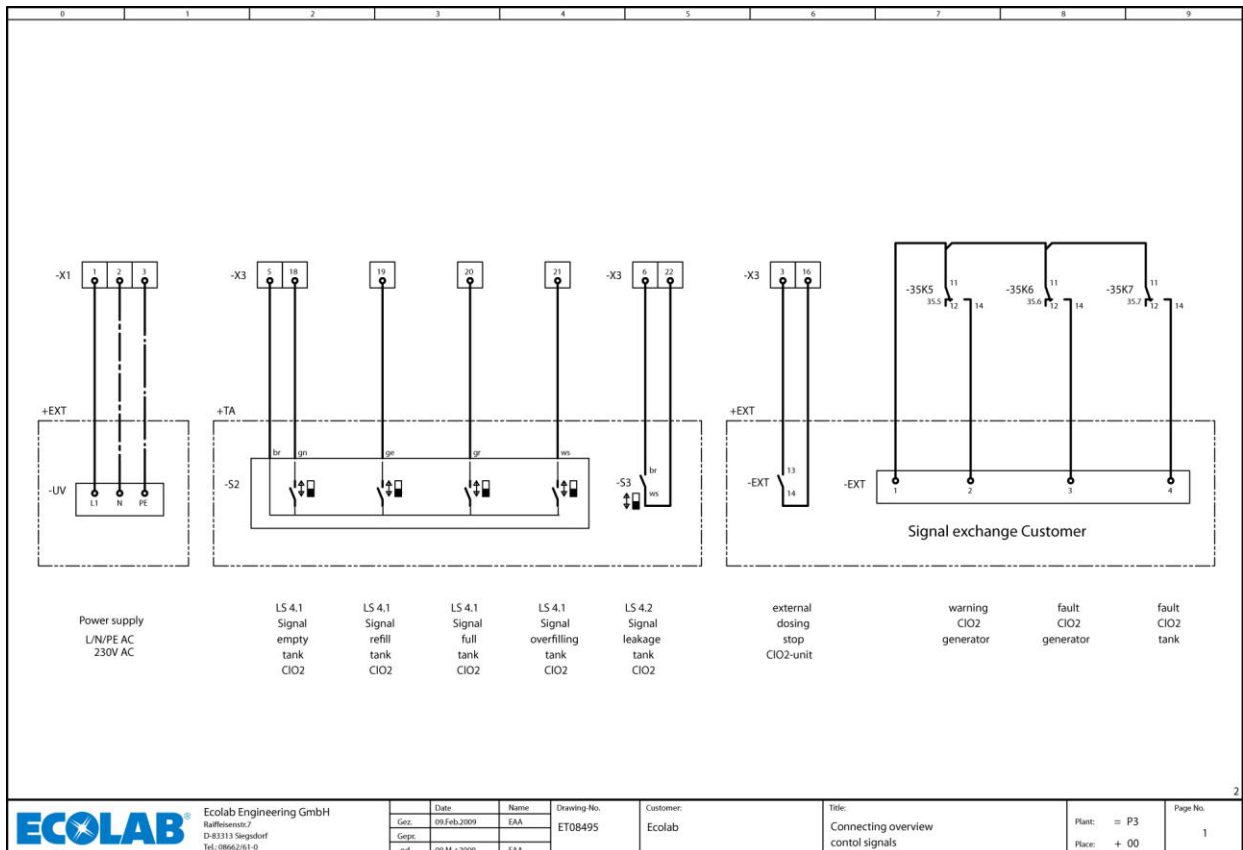 0 1 2 3 4 5 6 7 8 9
-X1 1 2 3
-X3 5 18 19 20 21
-X3 6 22
-X3 3 16
-35K5 11
35.5 12 14
-35K6 11
35.6 12 14
-35K7 11
35.7 12 14
+EXT
+TA
+EXT
br gn ge gr ws
-UV
L1 N PE
-S2
-S3
br
ws
-EXT
13
14
-EXT
1 2 3 4
Signal exchange Customer
Power supply
L/N/PE AC
230V AC
LS 4.1
Signal
empty
tank
ClO2
LS 4.1
Signal
refill
tank
ClO2
LS 4.1
Signal
full
tank
ClO2
LS 4.1
Signal
overfilling
tank
ClO2
LS 4.2
Signal
leakage
tank
ClO2
external
dosing
stop
ClO2-unit
warning
ClO2
generator
fault
ClO2
generator
fault
ClO2
tank
2
ECOLAB®
Ecolab Engineering GmbH
Raiffeisenstr.7
D-83313 Siegsdorf
Tel.: 08662/61-0
Date Name
Gez. 09.Feb.2009 EAA
Gepr.
Drawing-No.
ET08495
Customer:
Ecolab
Title:
Connecting overview
contol signals
Plant: = P3
Place: + 00
Page No.
1